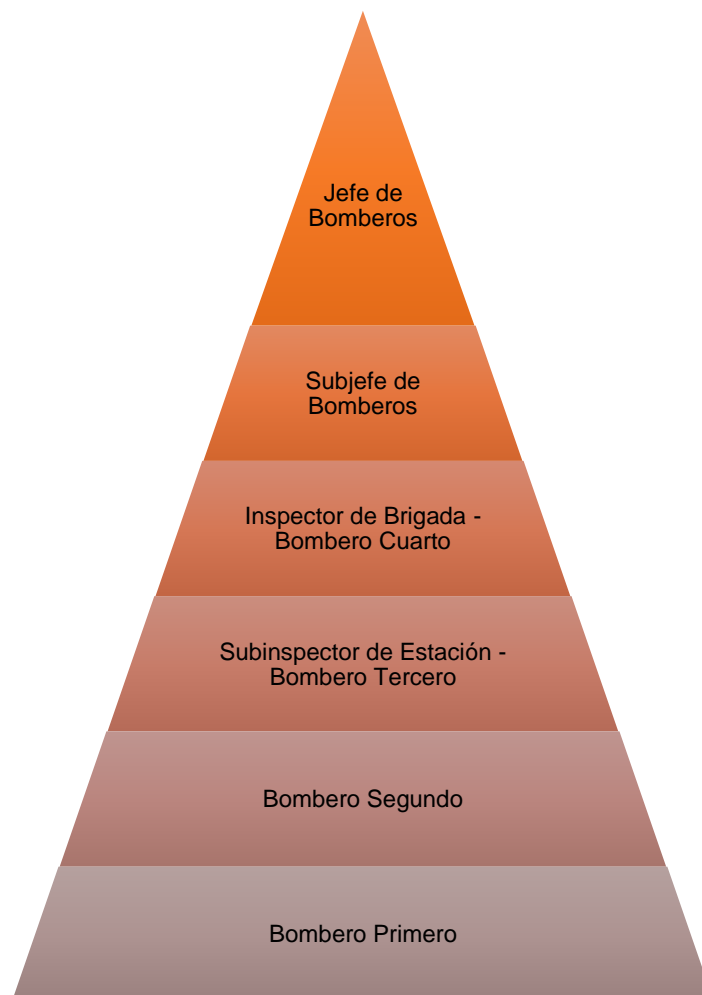 Jefe de
Bomberos
Subjefe de
Bomberos
Inspector de Brigada -
Bombero Cuarto
Subinspector de Estación -
Bombero Tercero
Bombero Segundo
Bombero Primero